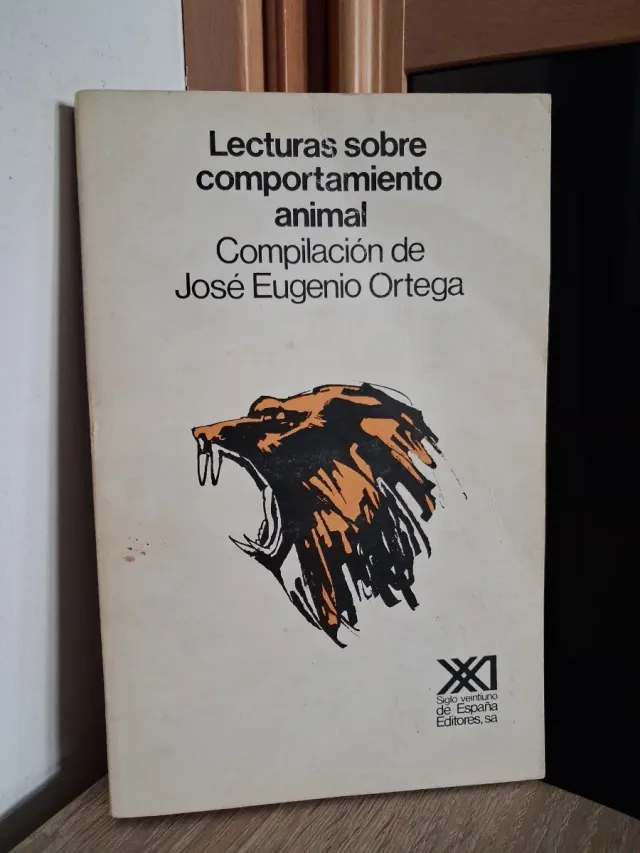 Lecturas sobre
comportamiento
animal
Compilación de
José Eugenio Ortega
XXI
Siglo veintiuno
de España
Editores, sa